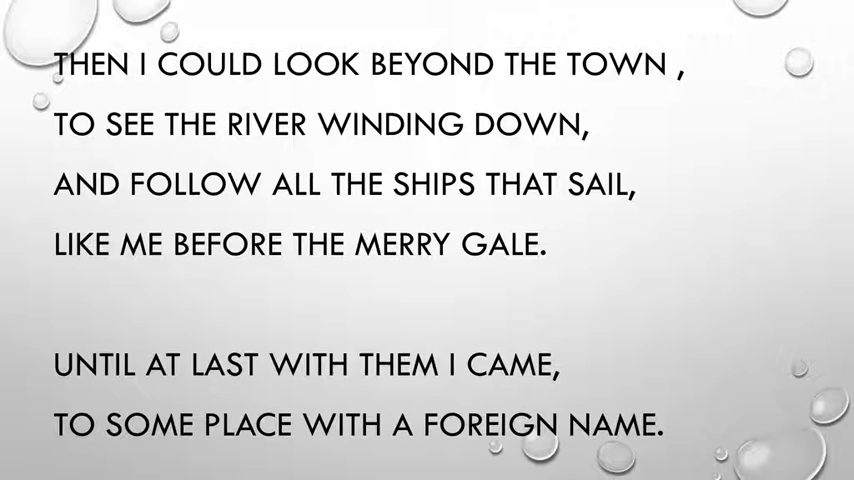 THEN I COULD LOOK BEYOND THE TOWN ,
TO SEE THE RIVER WINDING DOWN,
AND FOLLOW ALL THE SHIPS THAT SAIL,
LIKE ME BEFORE THE MERRY GALE.
UNTIL AT LAST WITH THEM I CAME,
TO SOME PLACE WITH A FOREIGN NAME.